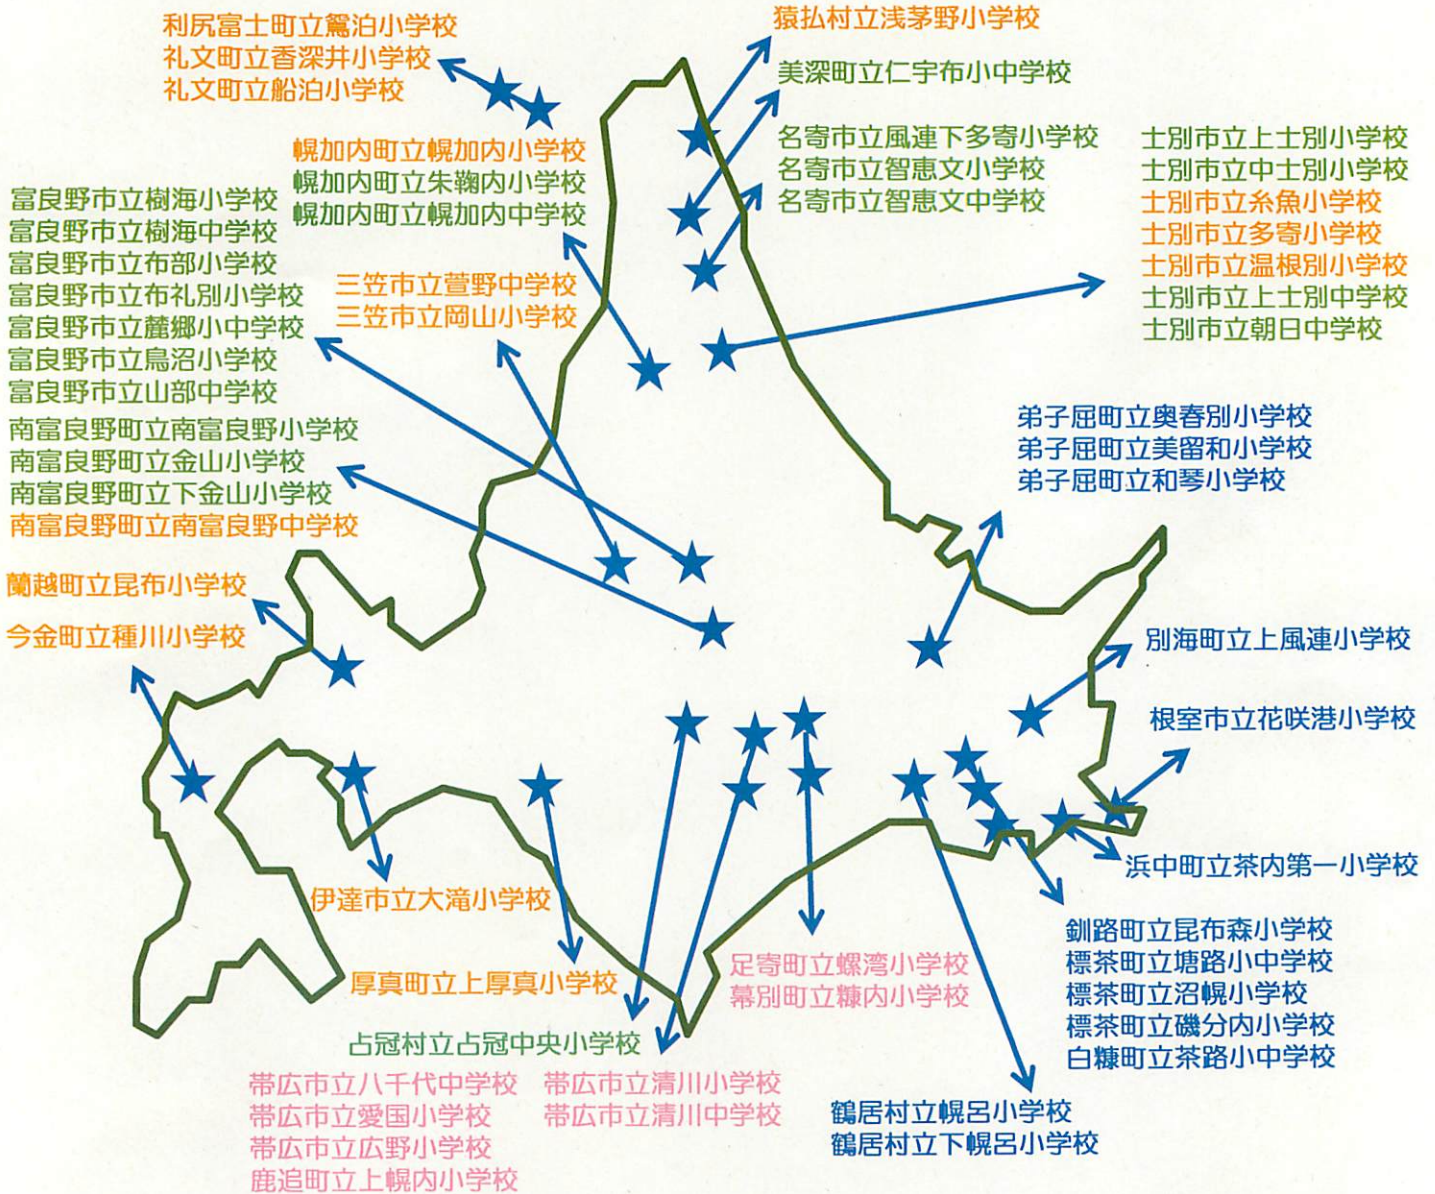 利尻富士町立鴛泊小学校
礼文町立香深井小学校
礼文町立船泊小学校
猿払村立浅茅野小学校
美深町立仁宇布小中学校
幌加内町立幌加内小学校
幌加内町立朱鞠内小学校
幌加内町立幌加内中学校
名寄市立風連下多寄小学校
名寄市立智恵文小学校
名寄市立智恵文中学校
士別市立上士別小学校
士別市立中士別小学校
士別市立糸魚小学校
士別市立多寄小学校
士別市立温根別小学校
士別市立上士別中学校
士別市立朝日中学校
富良野市立樹海小学校
富良野市立樹海中学校
富良野市立布部小学校
富良野市立布礼別小学校
富良野市立麓郷小中学校
富良野市立鳥沼小学校
富良野市立山部中学校
三笠市立萱野中学校
三笠市立岡山小学校
南富良野町立南富良野小学校
南富良野町立金山小学校
南富良野町立下金山小学校
南富良野町立南富良野中学校
弟子屈町立奥春別小学校
弟子屈町立美留和小学校
弟子屈町立和琴小学校
蘭越町立昆布小学校
今金町立種川小学校
別海町立上風連小学校
根室市立花咲港小学校
浜中町立茶内第一小学校
伊達市立大滝小学校
厚真町立上厚真小学校
足寄町立螺湾小学校
幕別町立糠内小学校
釧路町立昆布森小学校
標茶町立塘路小中学校
標茶町立沼幌小学校
標茶町立磯分内小学校
白糠町立茶路小中学校
占冠村立占冠中央小学校
帯広市立八千代中学校 帯広市立清川小学校
帯広市立愛国小学校 帯広市立清川中学校
帯広市立広野小学校
鹿追町立上幌内小学校
鶴居村立幌呂小学校
鶴居村立下幌呂小学校